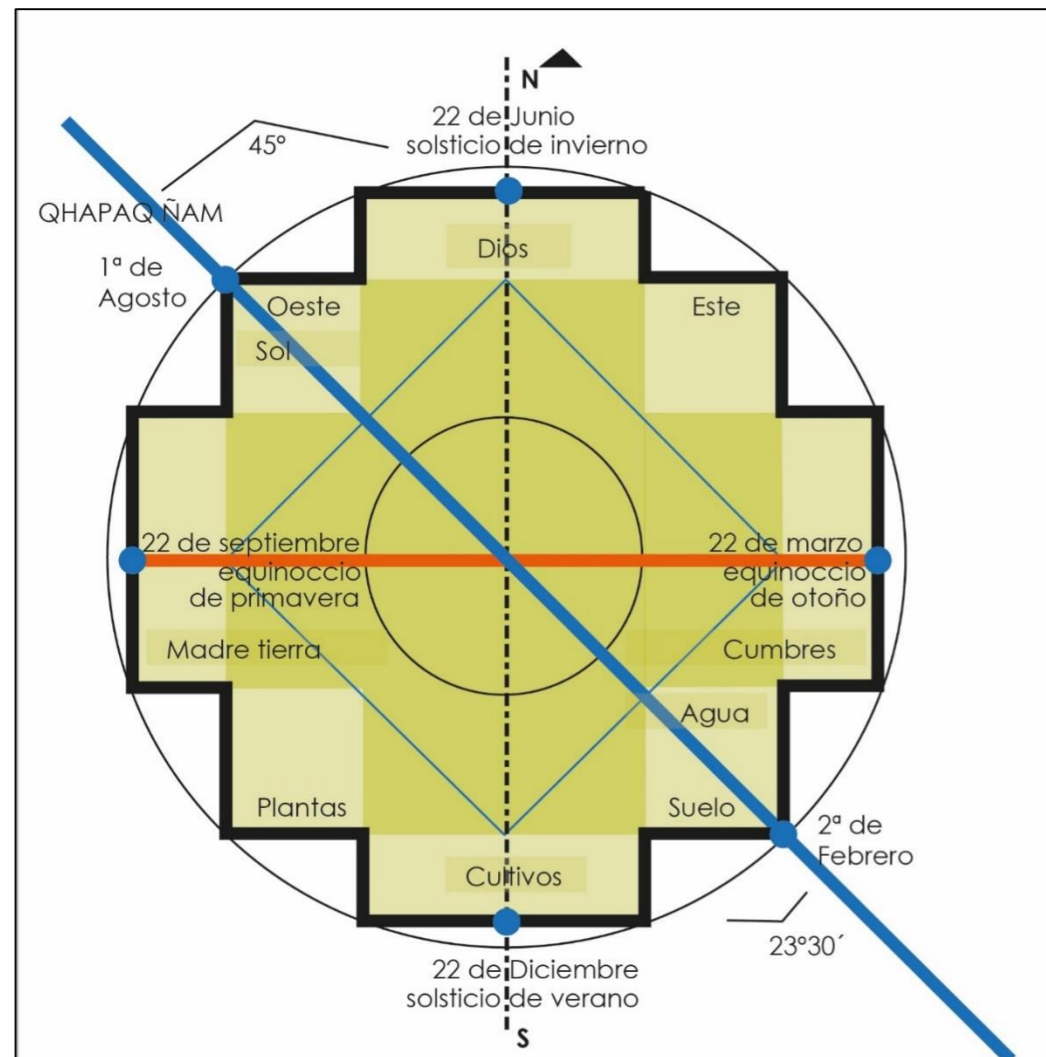 N
22 de Junio
solsticio de invierno
45°
QHAPAQ ÑAM
1ª de
Agosto
Dios
Oeste
Este
Sol
22 de septiembre
equinoccio
de primavera
22 de marzo
equinoccio
de otoño
Madre tierra
Cumbres
Agua
Plantas
Suelo
2ª de
Febrero
Cultivos
23°30´
22 de Diciembre
solsticio de verano
S